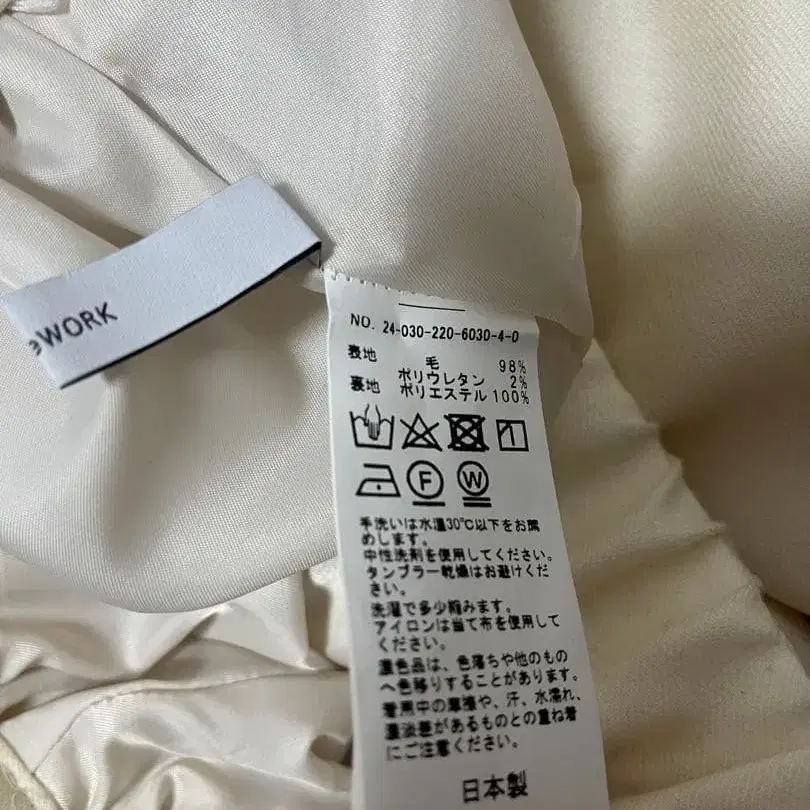 WORK
NO. 24-030-220-6030-4-0
表地 毛 98%
ポリウレタン 2%
裏地 ポリエステル 100%
F W
手洗いは水温30℃以下をお薦
めします。
中性洗剤を使用してください。
タンブラー乾燥はお避けくだ
さい。
洗濯で多少縮みます。
アイロンは当て布を使用して
ください。
濃色品は、色落ちや他のもの
へ色移りすることがあります。
着用中の摩擦や、汗、水濡れ、
濃淡差があるものとの重ね着
にご注意ください。
日本製